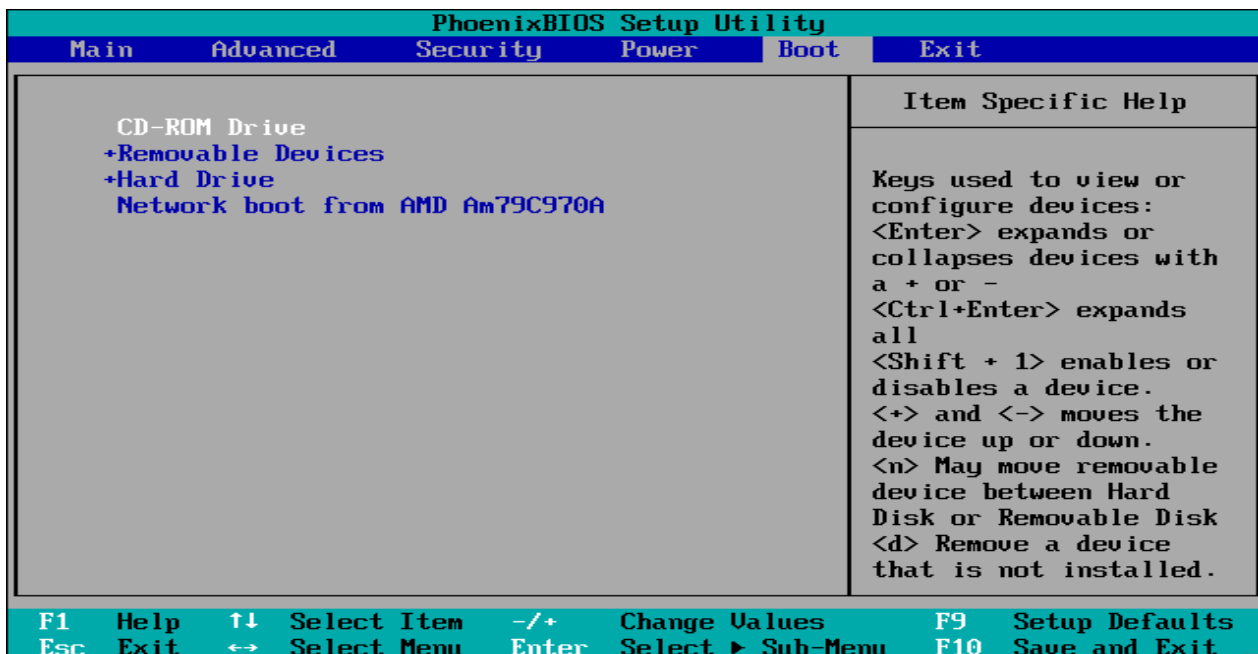 PhoenixBIOS Setup Utility
Main Advanced Security Power Boot Exit
CD-ROM Drive
+Removable Devices
+Hard Drive
Network boot from AMD Am79C970A
Item Specific Help
Keys used to view or
configure devices:
<Enter> expands or
collapses devices with
a + or -
<Ctrl+Enter> expands
all
<Shift + 1> enables or
disables a device.
<+> and <-> moves the
device up or down.
<n> May move removable
device between Hard
Disk or Removable Disk
<d> Remove a device
that is not installed.
F1 Help ↑↓ Select Item -/+ Change Values F9 Setup Defaults
Esc Exit ↔ Select Menu Enter Select ▶ Sub-Menu F10 Save and Exit